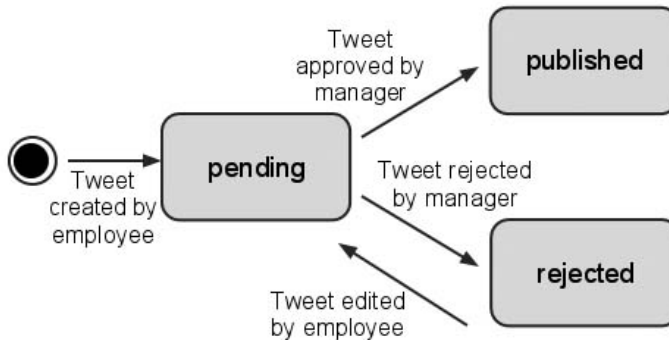 Tweet
approved by
manager
published
pending
Tweet
created by
employee
Tweet rejected
by manager
rejected
Tweet edited
by employee